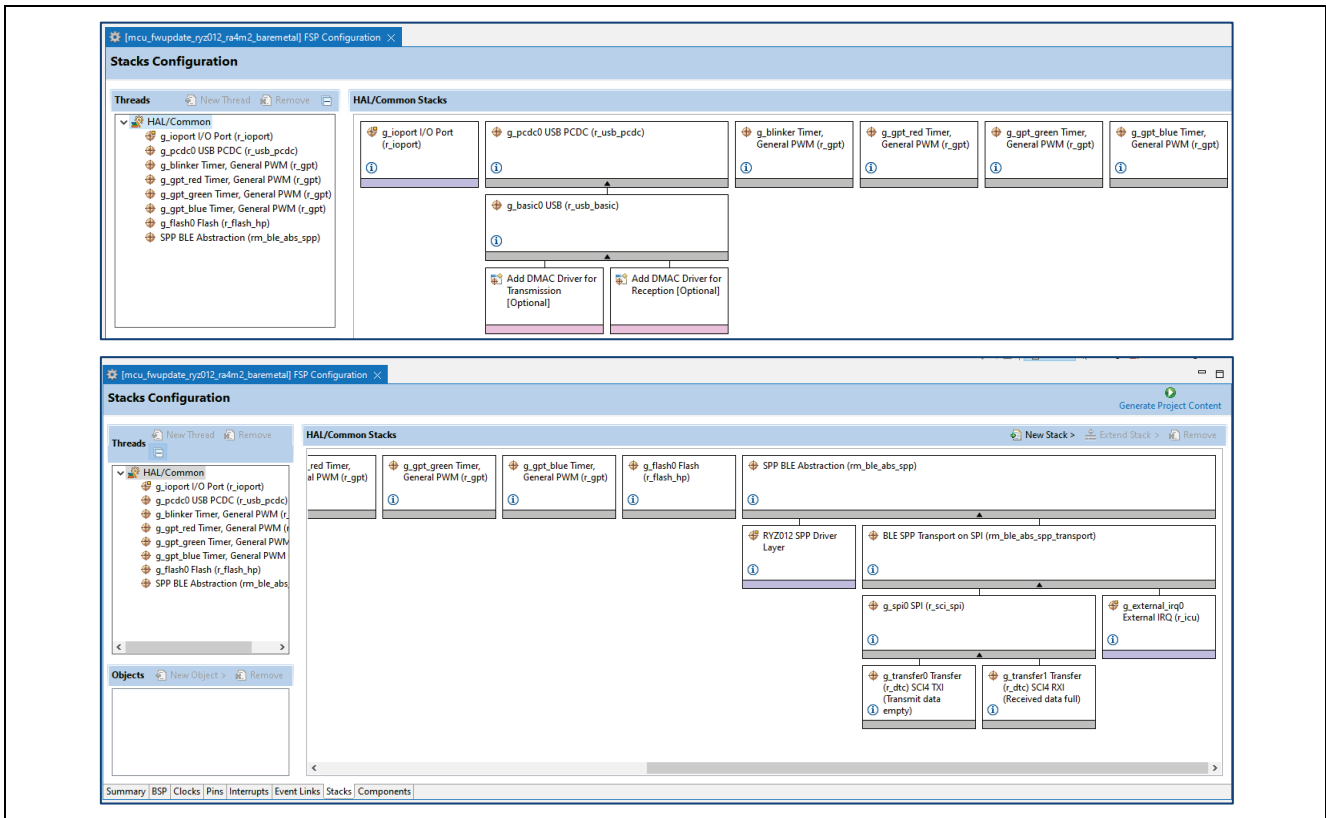 [mcu_fwupdate_ryz012_ra4m2_baremetal] FSP Configuration
Stacks Configuration
Threads New Thread Remove
HAL/Common
g_ioport I/O Port (r_ioport)
g_pcdc0 USB PCDC (r_usb_pcdc)
g_blinker Timer, General PWM (r_gpt)
g_gpt_red Timer, General PWM (r_gpt)
g_gpt_green Timer, General PWM (r_gpt)
g_gpt_blue Timer, General PWM (r_gpt)
g_flash0 Flash (r_flash_hp)
SPP BLE Abstraction (rm_ble_abs_spp)
HAL/Common Stacks
g_ioport I/O Port
(r_ioport)
g_pcdc0 USB PCDC (r_usb_pcdc)
g_blinker Timer,
General PWM (r_gpt)
g_gpt_red Timer,
General PWM (r_gpt)
g_gpt_green Timer,
General PWM (r_gpt)
g_gpt_blue Timer,
General PWM (r_gpt)
g_basic0 USB (r_usb_basic)
Add DMAC Driver for
Transmission
[Optional]
Add DMAC Driver for
Reception [Optional]
[mcu_fwupdate_ryz012_ra4m2_baremetal] FSP Configuration
Stacks Configuration
Generate Project Content
Threads New Thread Remove
HAL/Common
g_ioport I/O Port (r_ioport)
g_pcdc0 USB PCDC (r_usb_pcdc)
g_blinker Timer, General PWM (r_
g_gpt_red Timer, General PWM (r
g_gpt_green Timer, General PWM
g_gpt_blue Timer, General PWM
g_flash0 Flash (r_flash_hp)
SPP BLE Abstraction (rm_ble_abs_
Objects New Object > Remove
HAL/Common Stacks
New Stack > Extend Stack > Remove
_red Timer,
al PWM (r_gpt)
g_gpt_green Timer,
General PWM (r_gpt)
g_gpt_blue Timer,
General PWM (r_gpt)
g_flash0 Flash
(r_flash_hp)
SPP BLE Abstraction (rm_ble_abs_spp)
RYZ012 SPP Driver
Layer
BLE SPP Transport on SPI (rm_ble_abs_spp_transport)
g_spi0 SPI (r_sci_spi)
g_external_irq0
External IRQ (r_icu)
g_transfer0 Transfer
(r_dtc) SCI4 TXI
(Transmit data
empty)
g_transfer1 Transfer
(r_dtc) SCI4 RXI
(Received data full)
Summary BSP Clocks Pins Interrupts Event Links Stacks Components